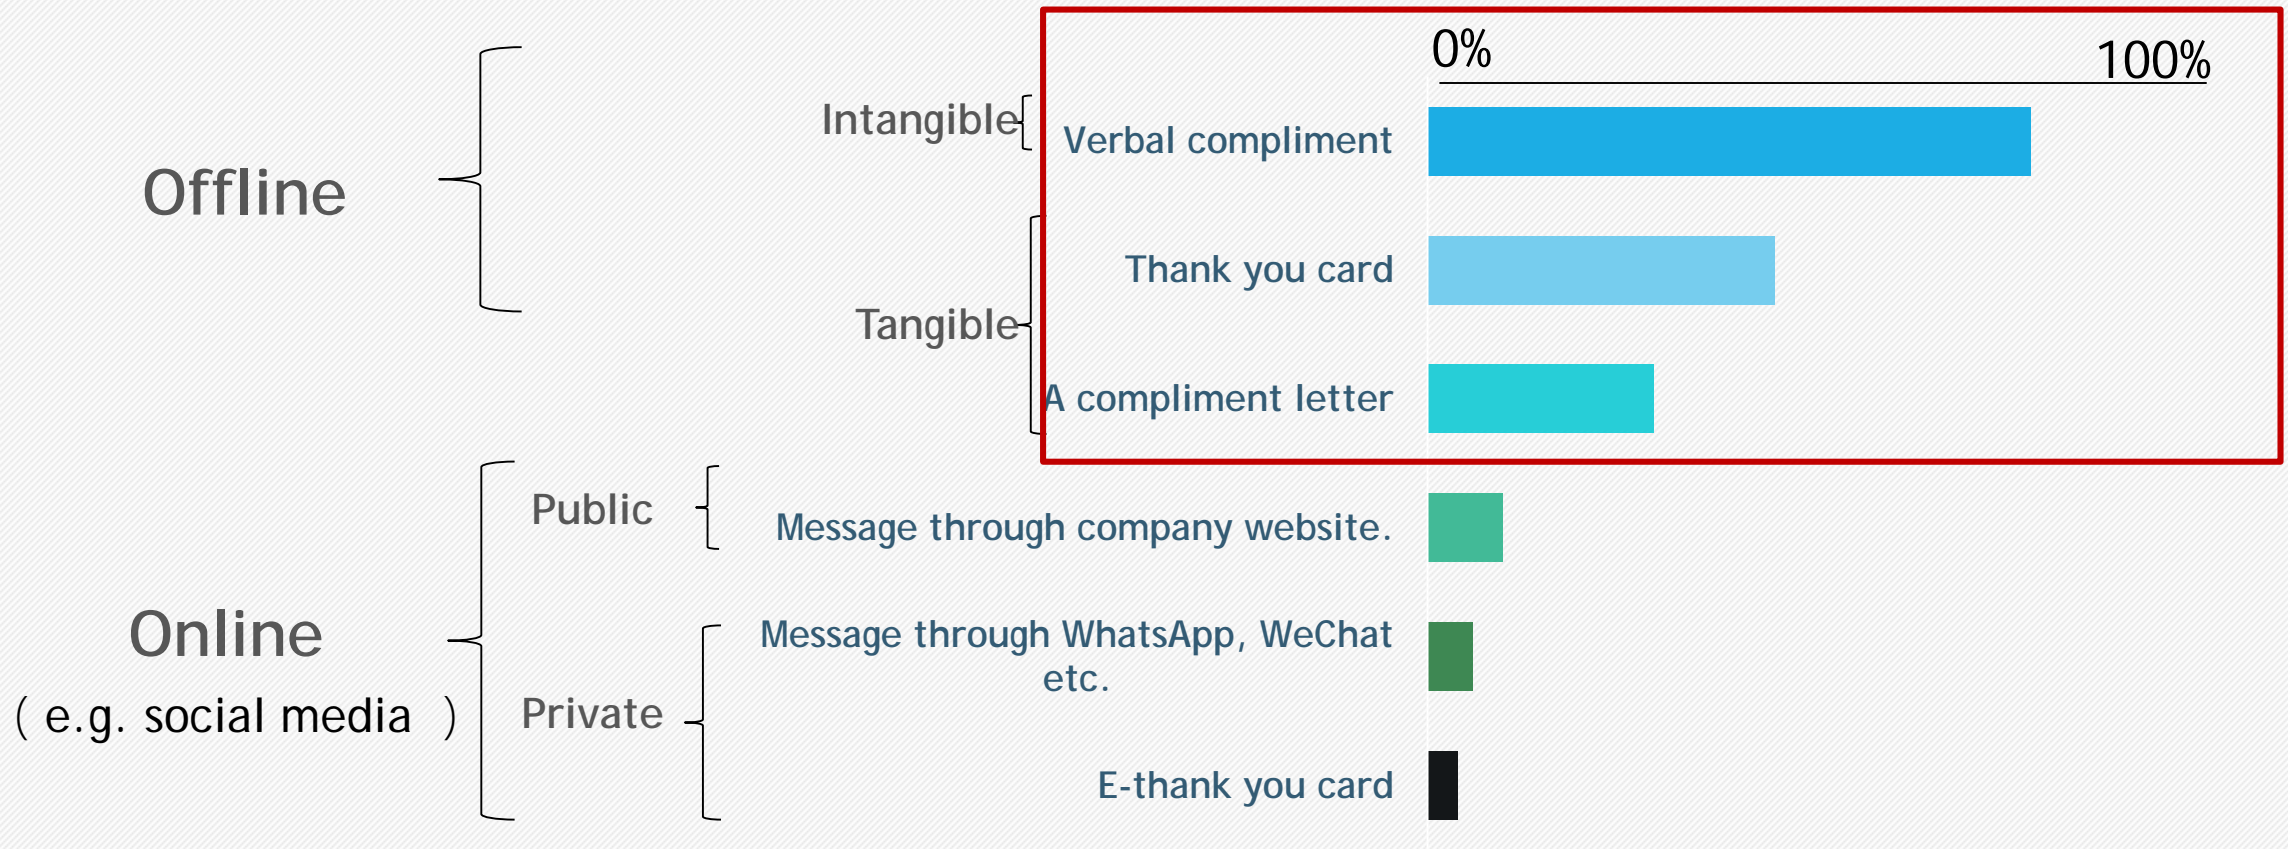 0%
100%
Intangible
Verbal compliment
Offline
Thank you card
Tangible
A compliment letter
Public
Message through company website.
Online
( e.g. social media )
Private
Message through WhatsApp, WeChat
etc.
E-thank you card